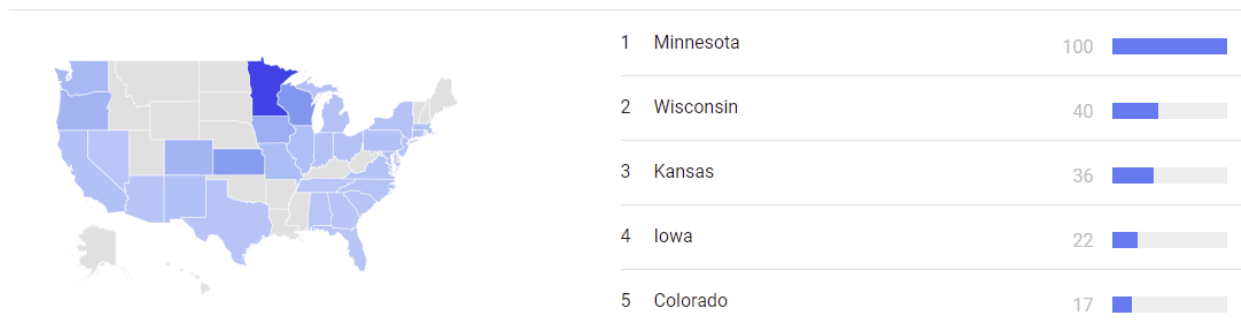 1 Minnesota 100
2 Wisconsin 40
3 Kansas 36
4 Iowa 22
5 Colorado 17